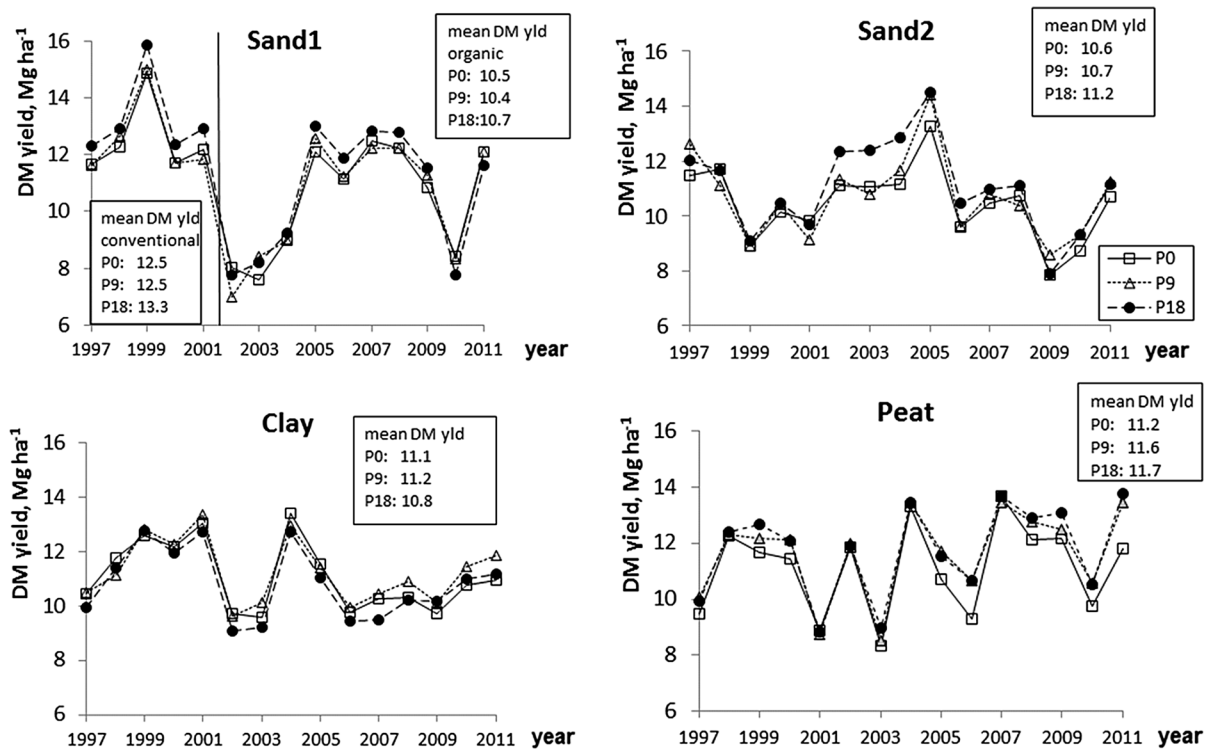 Sand1
DM yield, Mg ha⁻¹
16
14
12
10
8
6
mean DM yld
organic
P0: 10.5
P9: 10.4
P18:10.7
mean DM yld
conventional
P0: 12.5
P9: 12.5
P18: 13.3
1997 1999 2001 2003 2005 2007 2009 2011 year
Sand2
DM yield, Mg ha⁻¹
16
14
12
10
8
6
mean DM yld
P0: 10.6
P9: 10.7
P18: 11.2
P0
P9
P18
1997 1999 2001 2003 2005 2007 2009 2011 year
Clay
DM yield, Mg ha⁻¹
16
14
12
10
8
6
mean DM yld
P0: 11.1
P9: 11.2
P18: 10.8
1997 1999 2001 2003 2005 2007 2009 2011 year
Peat
DM yield, Mg ha⁻¹
16
14
12
10
8
6
mean DM yld
P0: 11.2
P9: 11.6
P18: 11.7
1997 1999 2001 2003 2005 2007 2009 2011 year